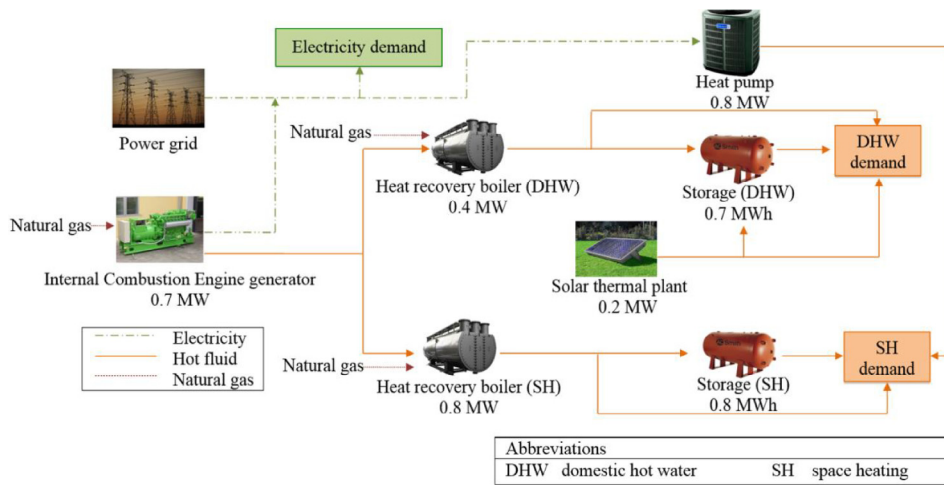 Electricity demand
Heat pump
0.8 MW
Power grid
Natural gas
Heat recovery boiler (DHW)
0.4 MW
Storage (DHW)
0.7 MWh
DHW
demand
Natural gas
Internal Combustion Engine generator
0.7 MW
Solar thermal plant
0.2 MW
Electricity
Hot fluid
Natural gas
Natural gas
Heat recovery boiler (SH)
0.8 MW
Storage (SH)
0.8 MWh
SH
demand
Abbreviations
DHW domestic hot water SH space heating